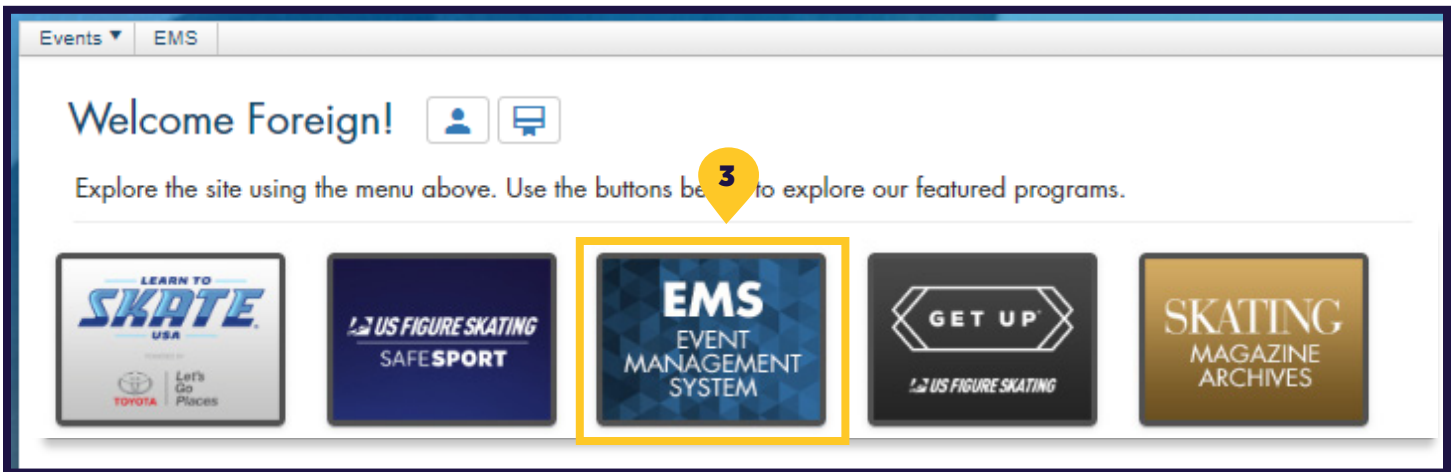 Events ▼ EMS
Welcome Foreign!
3
Explore the site using the menu above. Use the buttons be to explore our featured programs.
LEARN TO
SKATE
USA
TOYOTA
Let's
Go
Places
US FIGURE SKATING
SAFESPORT
EMS
EVENT
MANAGEMENT
SYSTEM
GET UP
US FIGURE SKATING
SKATING
MAGAZINE
ARCHIVES